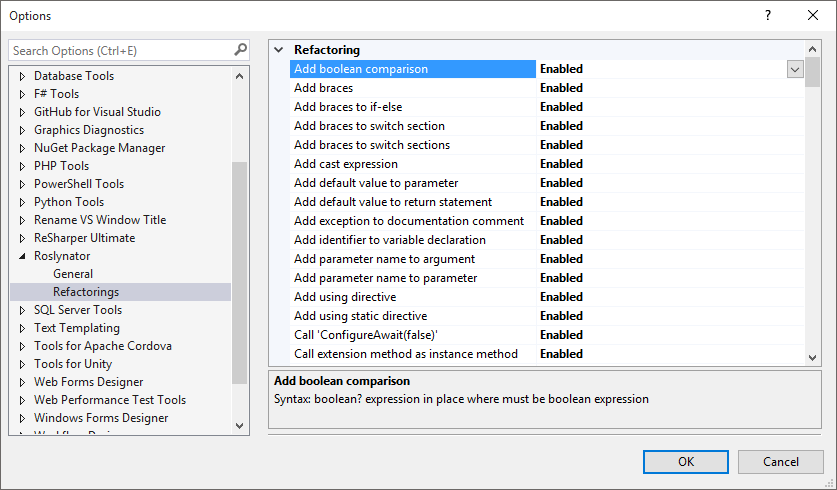 Options
?
Search Options (Ctrl+E)
Database Tools
F# Tools
GitHub for Visual Studio
Graphics Diagnostics
NuGet Package Manager
PHP Tools
PowerShell Tools
Python Tools
Rename VS Window Title
ReSharper Ultimate
Roslynator
General
Refactorings
SQL Server Tools
Text Templating
Tools for Apache Cordova
Tools for Unity
Web Forms Designer
Web Performance Test Tools
Windows Forms Designer
Refactoring
Add boolean comparison Enabled
Add braces Enabled
Add braces to if-else Enabled
Add braces to switch section Enabled
Add braces to switch sections Enabled
Add cast expression Enabled
Add default value to parameter Enabled
Add default value to return statement Enabled
Add exception to documentation comment Enabled
Add identifier to variable declaration Enabled
Add parameter name to argument Enabled
Add parameter name to parameter Enabled
Add using directive Enabled
Add using static directive Enabled
Call 'ConfigureAwait(false)' Enabled
Call extension method as instance method Enabled
Add boolean comparison
Syntax: boolean? expression in place where must be boolean expression
OK
Cancel